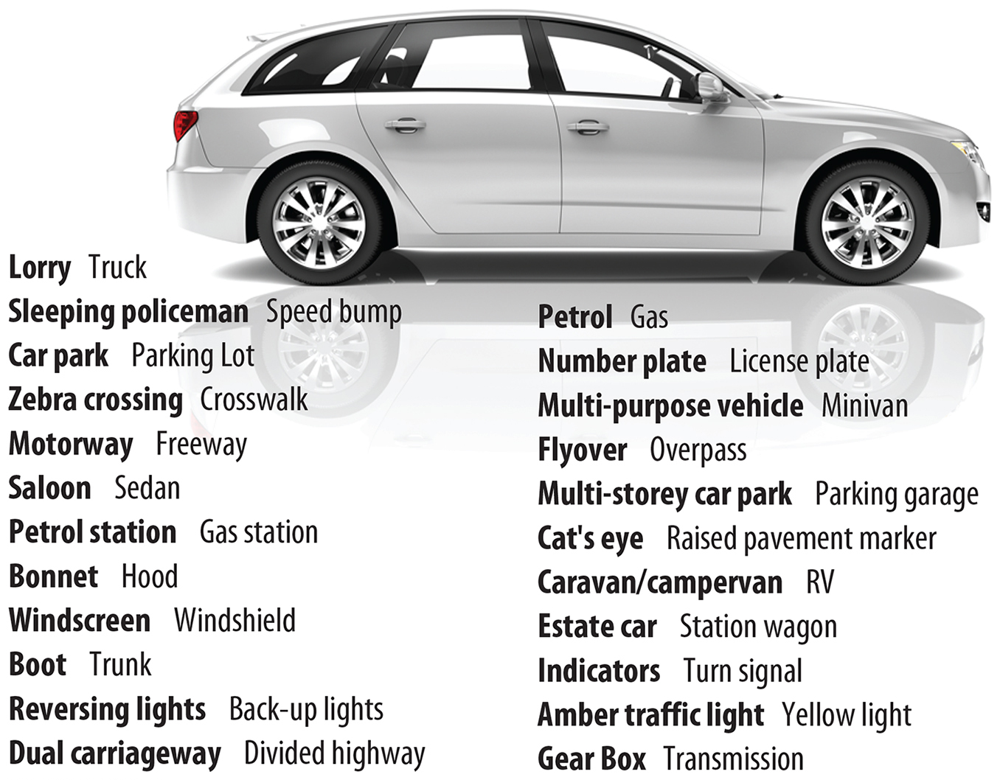 Lorry Truck
Sleeping policeman Speed bump
Car park Parking Lot
Zebra crossing Crosswalk
Motorway Freeway
Saloon Sedan
Petrol station Gas station
Bonnet Hood
Windscreen Windshield
Boot Trunk
Reversing lights Back-up lights
Dual carriageway Divided highway
Petrol Gas
Number plate License plate
Multi-purpose vehicle Minivan
Flyover Overpass
Multi-storey car park Parking garage
Cat's eye Raised pavement marker
Caravan/campervan RV
Estate car Station wagon
Indicators Turn signal
Amber traffic light Yellow light
Gear Box Transmission